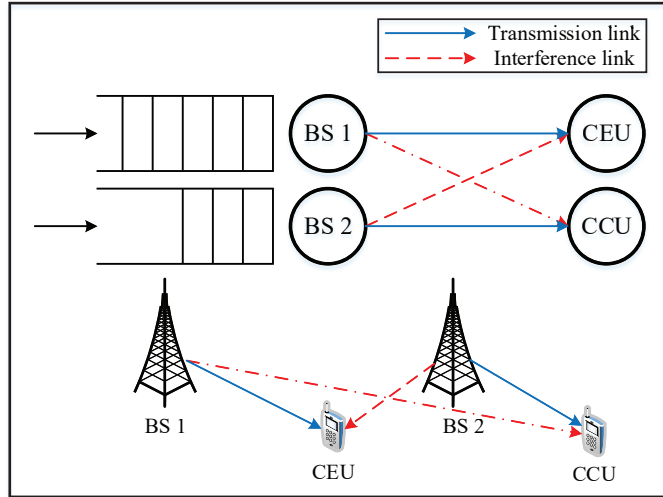 Transmission link
Interference link
BS 1
CEU
BS 2
CCU
BS 1
BS 2
CEU
CCU